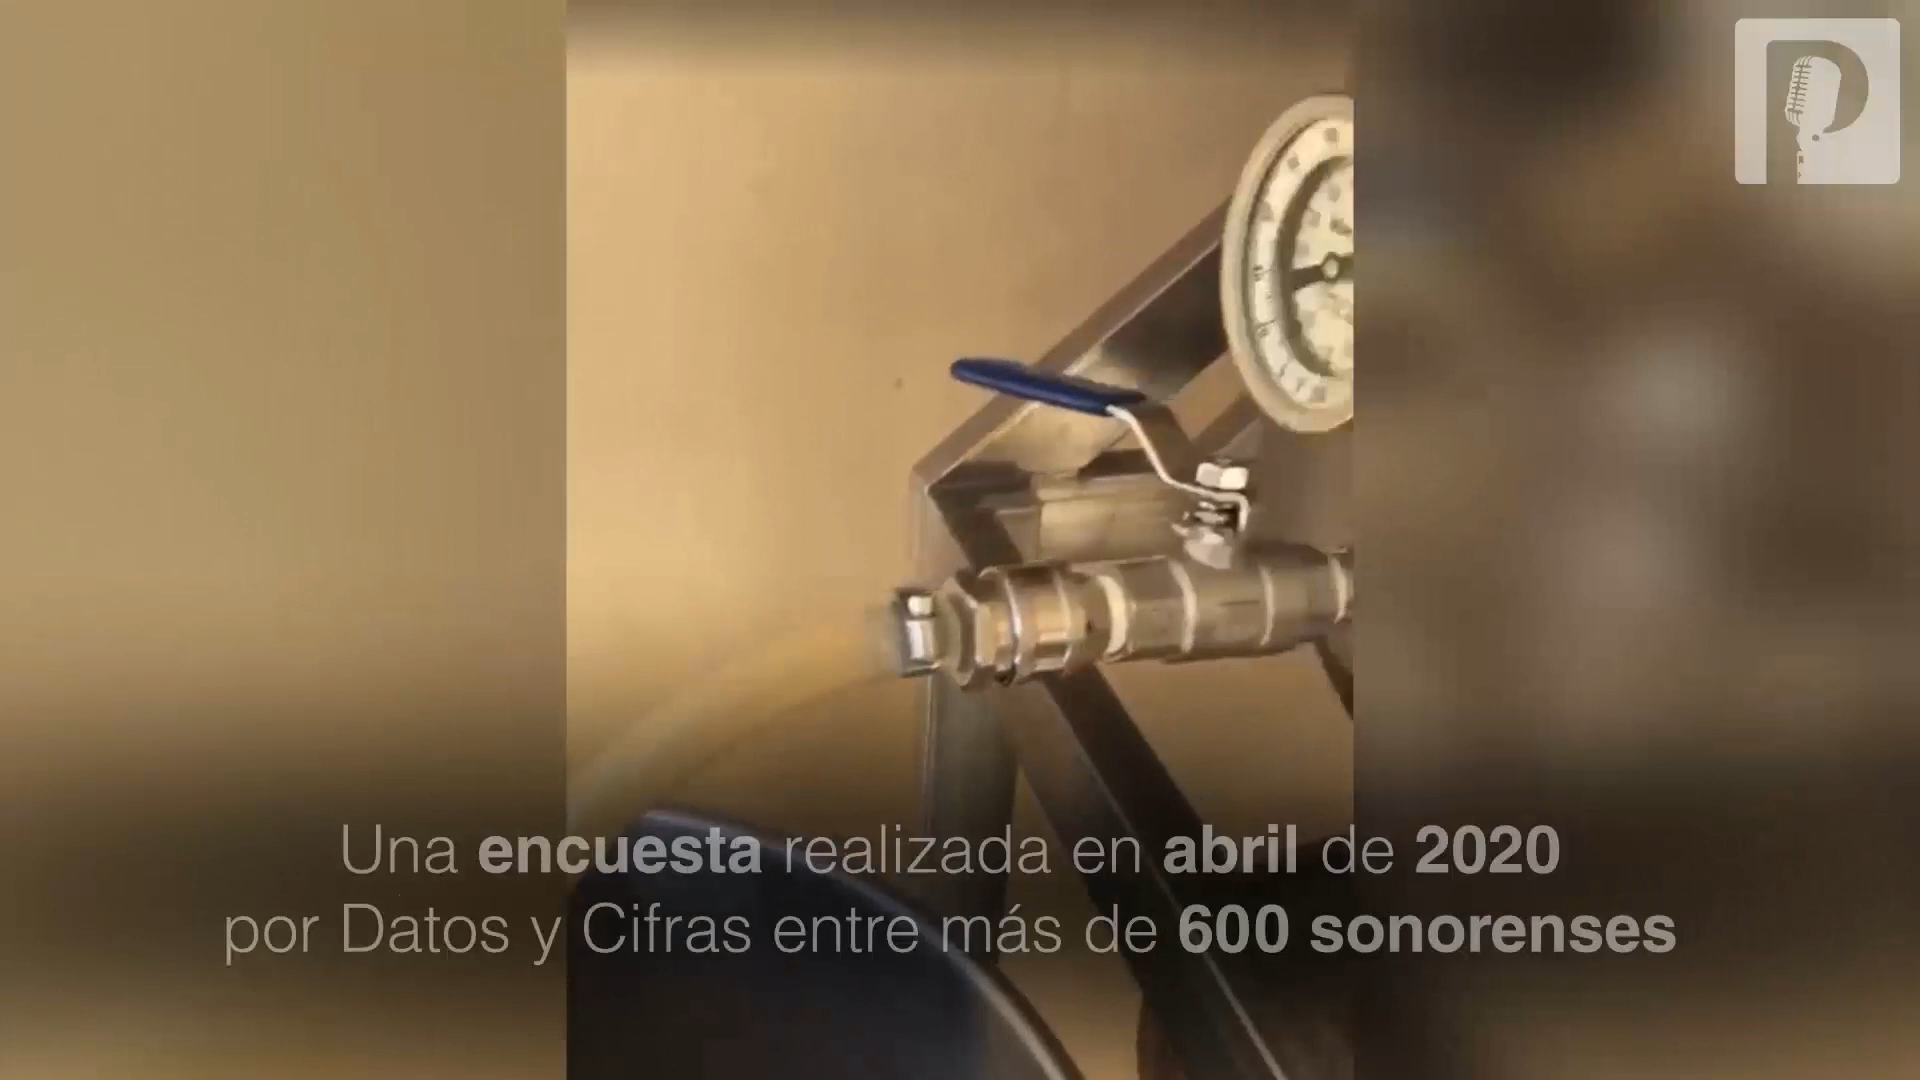 Una encuesta realizada en abril de 2020
por Datos y Cifras entre más de 600 sonorenses